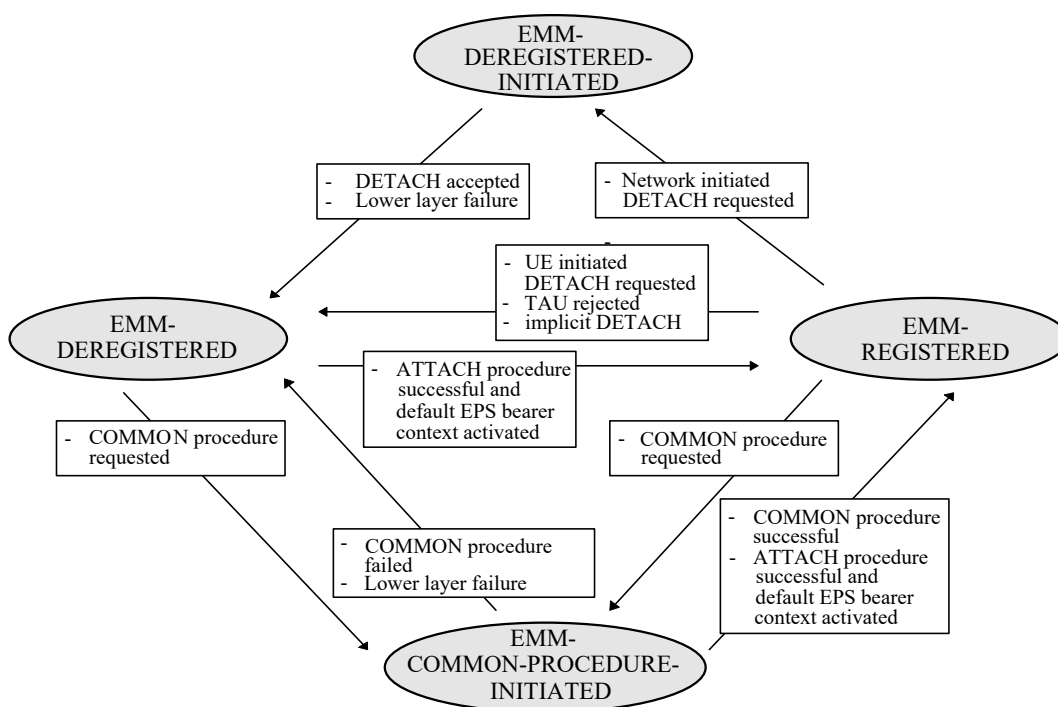 EMM-
DEREGISTERED-
INITIATED
- DETACH accepted
- Lower layer failure
- Network initiated
DETACH requested
-
- UE initiated
DETACH requested
- TAU rejected
- implicit DETACH
EMM-
DEREGISTERED
EMM-
REGISTERED
- ATTACH procedure
successful and
default EPS bearer
context activated
- COMMON procedure
requested
- COMMON procedure
requested
- COMMON procedure
failed
- Lower layer failure
- COMMON procedure
successful
- ATTACH procedure
successful and
default EPS bearer
context activated
EMM-
COMMON-PROCEDURE-
INITIATED